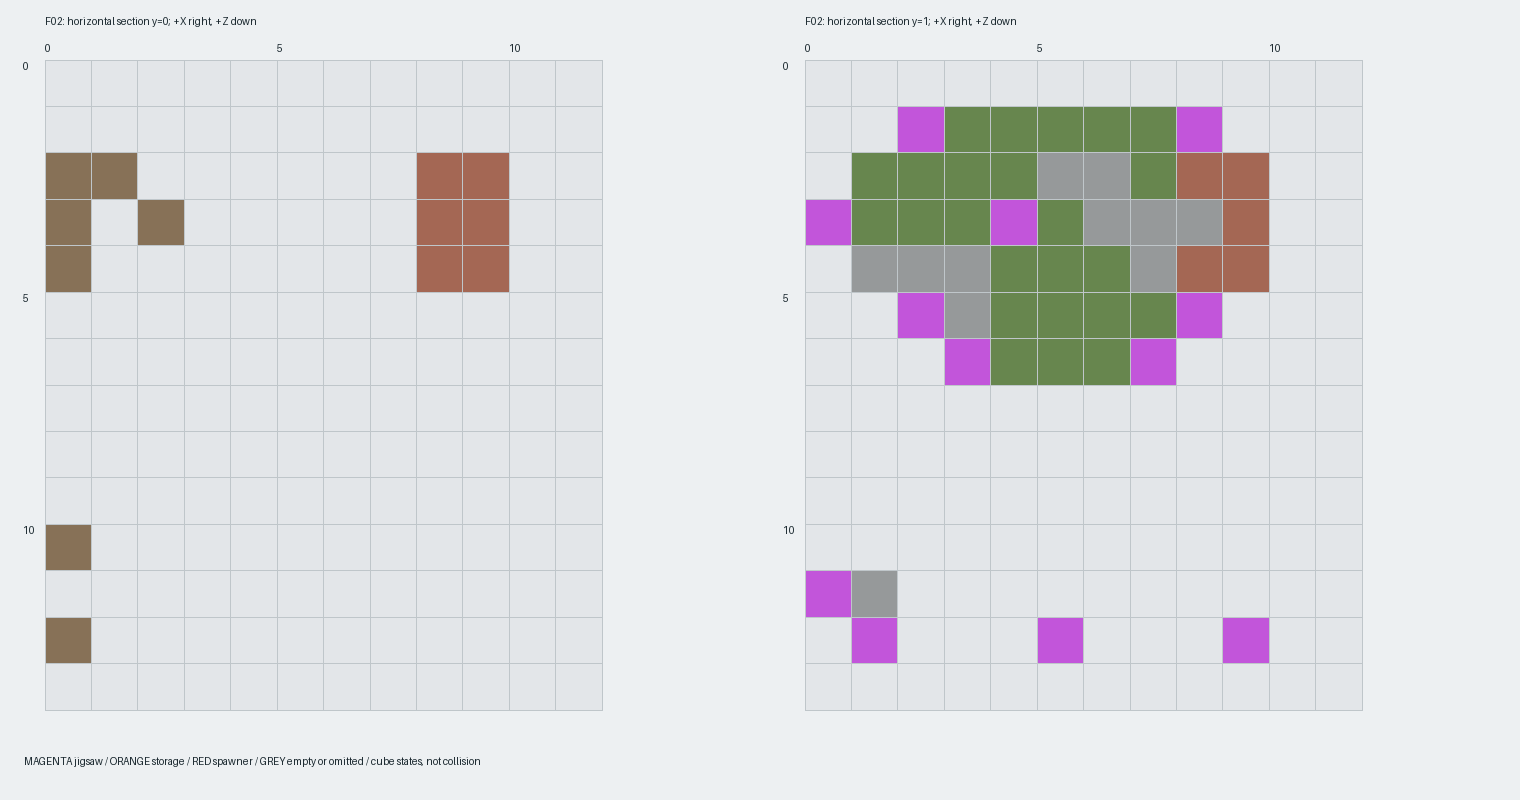 F02: horizontal section y=0; +X right, +Z down
F02: horizontal section y=1; +X right, +Z down
0 5 10
0 5 10
0
5
10
0
5
10
MAGENTA jigsaw / ORANGE storage / RED spawner / GREY empty or omitted / cube states, not collision